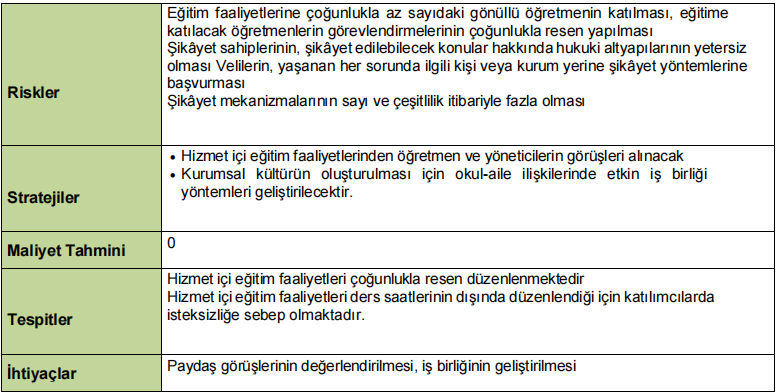 Riskler
Eğitim faaliyetlerine çoğunlukla az sayıdaki gönüllü öğretmenin katılması, eğitime
katılacak öğretmenlerin görevlendirmelerinin çoğunlukla resen yapılması
Şikâyet sahiplerinin, şikâyet edilebilecek konular hakkında hukuki altyapılarının yetersiz
olması Velilerin, yaşanan her sorunda ilgili kişi veya kurum yerine şikâyet yöntemlerine
başvurması
Şikâyet mekanizmalarının sayı ve çeşitlilik itibariyle fazla olması
Stratejiler
• Hizmet içi eğitim faaliyetlerinden öğretmen ve yöneticilerin görüşleri alınacak
• Kurumsal kültürün oluşturulması için okul-aile ilişkilerinde etkin iş birliği
yöntemleri geliştirilecektir.
Maliyet Tahmini
0
Tespitler
Hizmet içi eğitim faaliyetleri çoğunlukla resen düzenlenmektedir
Hizmet içi eğitim faaliyetleri ders saatlerinin dışında düzenlendiği için katılımcılarda
isteksizliğe sebep olmaktadır.
İhtiyaçlar
Paydaş görüşlerinin değerlendirilmesi, iş birliğinin geliştirilmesi